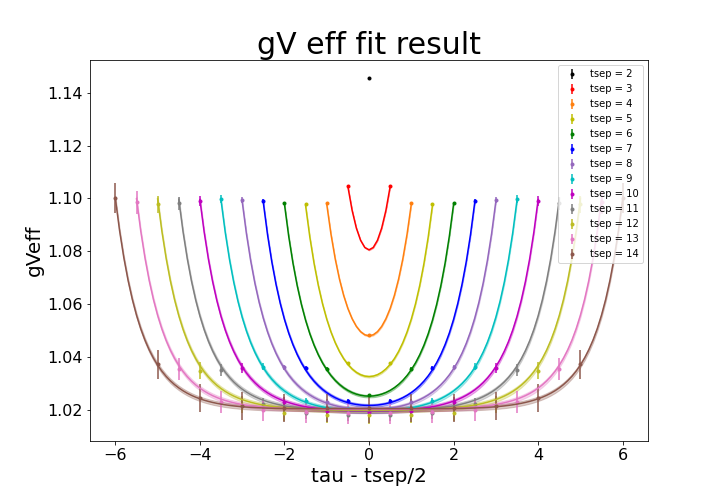 gV eff fit result
gVeff
1.14
1.12
1.10
1.08
1.06
1.04
1.02
tsep = 2
tsep = 3
tsep = 4
tsep = 5
tsep = 6
tsep = 7
tsep = 8
tsep = 9
tsep = 10
tsep = 11
tsep = 12
tsep = 13
tsep = 14
−6 −4 −2 0 2 4 6
tau - tsep/2